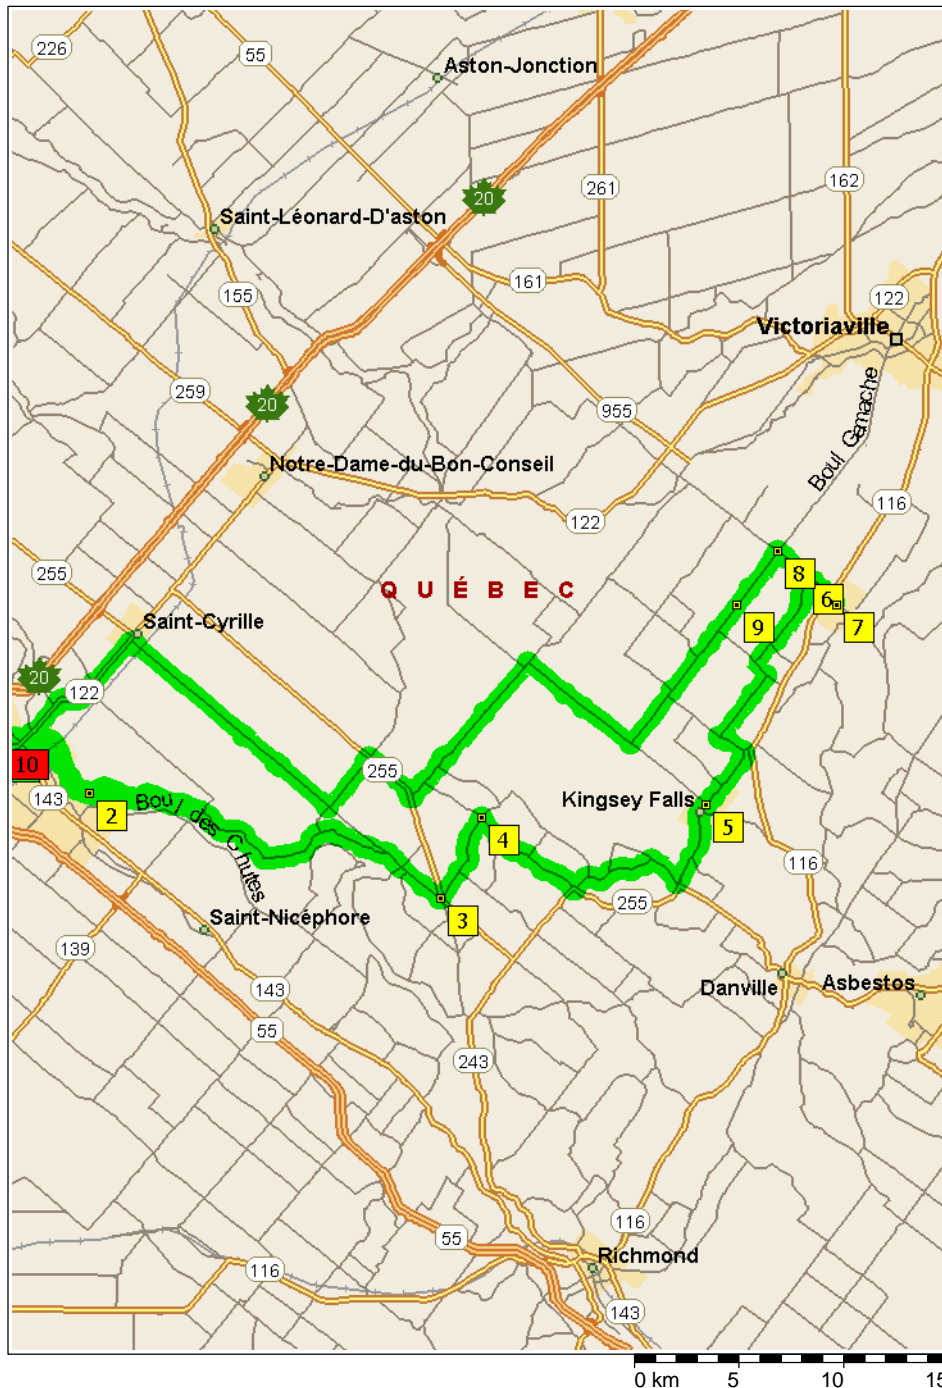 226
55
Aston-Jonction
20
261
162
Saint-Léonard-D'aston
161
155
122
Victoriaville
259
20
955
Boul Gamache
Notre-Dame-du-Bon-Conseil
116
122
255
QUÉBEC
8
6
7
9
Saint-Cyrille
20
122
10
255
143
2
Boul des Chutes
Kingsey Falls
5
4
116
3
255
Saint-Nicéphore
139
Danville
Asbestos
143
55
243
116
55
Richmond
116
143
0 km 5 10 15